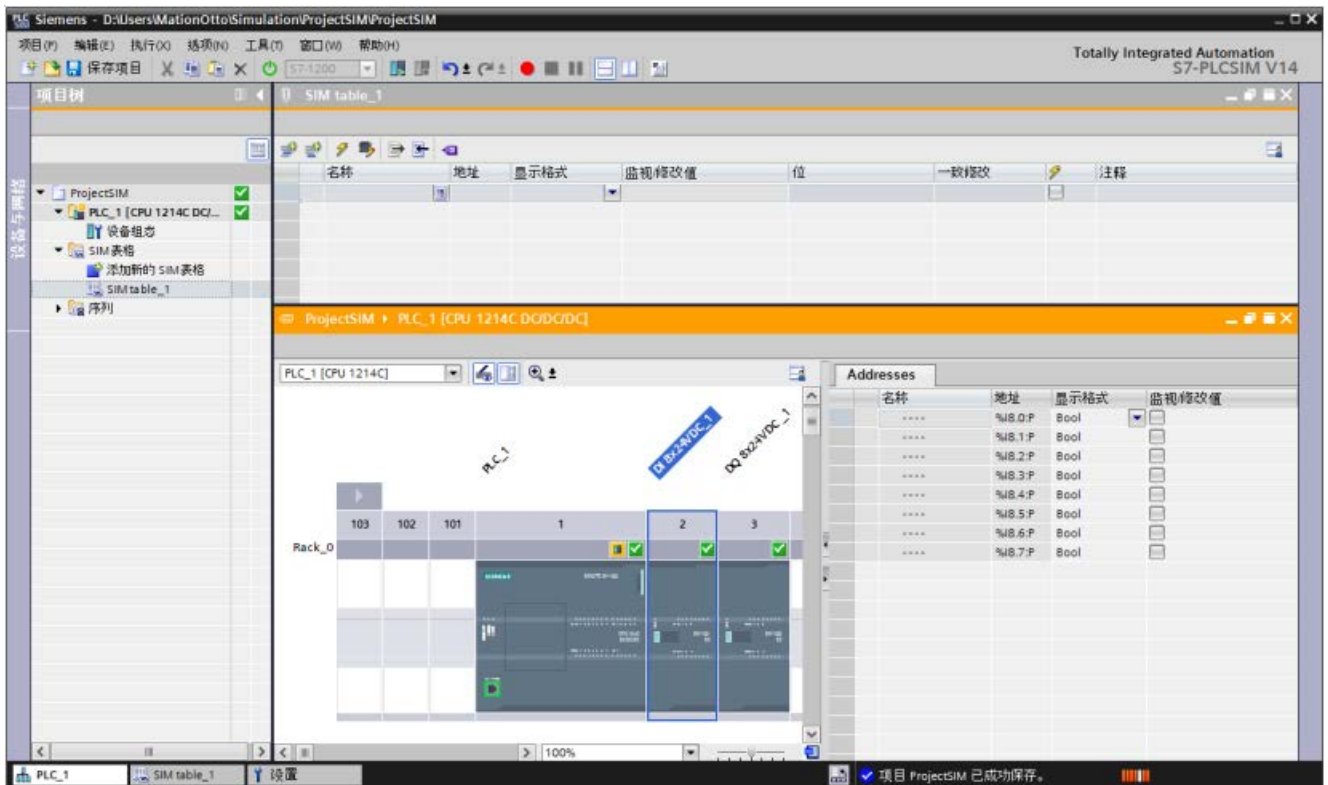 Siemens - D:\Users\MationOtto\Simulation\ProjectSIM\ProjectSIM
项目(P) 编辑(E) 执行(X) 选项(N) 工具(T) 窗口(W) 帮助(H)
Totally Integrated Automation
S7-PLCSIM V14
保存项目 S7-1200
项目树
SIM table_1
名称 地址 显示格式 监视/修改值 位 一致修改 注释
设备与网络
ProjectSIM
PLC_1 [CPU 1214C DC/...
设备组态
SIM 表格
添加新的 SIM 表格
SIM table_1
序列
ProjectSIM PLC_1 [CPU 1214C DC/DC/DC]
PLC_1 [CPU 1214C]
PLC_1
DI 8x24VDC_1
DQ 8x24VDC_1
103 102 101 1 2 3
Rack_0
SIEMENS
100%
Addresses
名称 地址 显示格式 监视/修改值
---- %I8.0:P Bool
---- %I8.1:P Bool
---- %I8.2:P Bool
---- %I8.3:P Bool
---- %I8.4:P Bool
---- %I8.5:P Bool
---- %I8.6:P Bool
---- %I8.7:P Bool
PLC_1 SIM table_1 设置
项目 ProjectSIM 已成功保存。